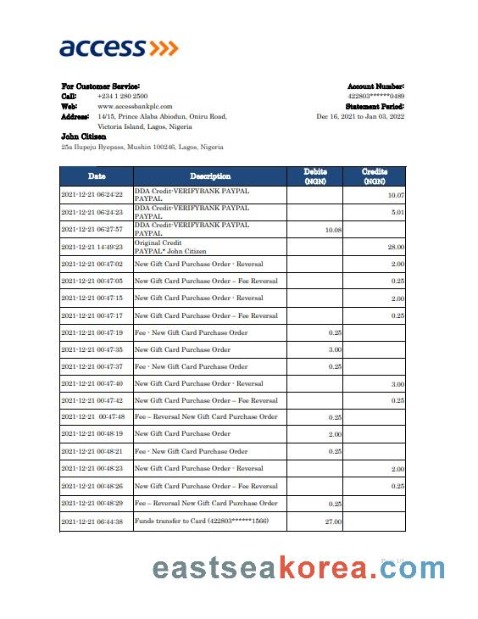 access
For Customer Service: Account Number:
Call: +234 1 280 2500 422803******0489
Web: www.accessbankplc.com Statement Period:
Address: 14/15, Prince Alaba Abiodun, Oniru Road, Dec 16, 2021 to Jan 03, 2022
Victoria Island, Lagos, Nigeria
John Citizen
25a Ilupeju Byepass, Mushin 100246, Lagos, Nigeria
Date Description Debits (NGN) Credits (NGN)
2021-12-21 06:24:22 DDA Credit-VERIFYBANK PAYPAL PAYPAL 10.07
2021-12-21 06:24:23 DDA Credit-VERIFYBANK PAYPAL PAYPAL 5.01
2021-12-21 06:27:57 DDA Credit-VERIFYBANK PAYPAL PAYPAL 10.08
2021-12-21 14:49:23 Original Credit PAYPAL* John Citizen 28.00
2021-12-21 00:47:02 New Gift Card Purchase Order - Reversal 2.00
2021-12-21 00:47:05 New Gift Card Purchase Order – Fee Reversal 0.25
2021-12-21 00:47:15 New Gift Card Purchase Order - Reversal 2.00
2021-12-21 00:47:17 New Gift Card Purchase Order – Fee Reversal 0.25
2021-12-21 00:47:19 Fee - New Gift Card Purchase Order 0.25
2021-12-21 00:47:35 New Gift Card Purchase Order 3.00
2021-12-21 00:47:37 Fee - New Gift Card Purchase Order 0.25
2021-12-21 00:47:40 New Gift Card Purchase Order - Reversal 3.00
2021-12-21 00:47:42 New Gift Card Purchase Order – Fee Reversal 0.25
2021-12-21 00:47:48 Fee – Reversal New Gift Card Purchase Order 0.25
2021-12-21 00:48:19 New Gift Card Purchase Order 2.00
2021-12-21 00:48:21 Fee - New Gift Card Purchase Order 0.25
2021-12-21 00:48:23 New Gift Card Purchase Order - Reversal 2.00
2021-12-21 00:48:26 New Gift Card Purchase Order – Fee Reversal 0.25
2021-12-21 00:48:29 Fee – Reversal New Gift Card Purchase Order 0.25
2021-12-21 06:44:38 Funds transfer to Card (422803******1566) 27.00
eastseakorea.com